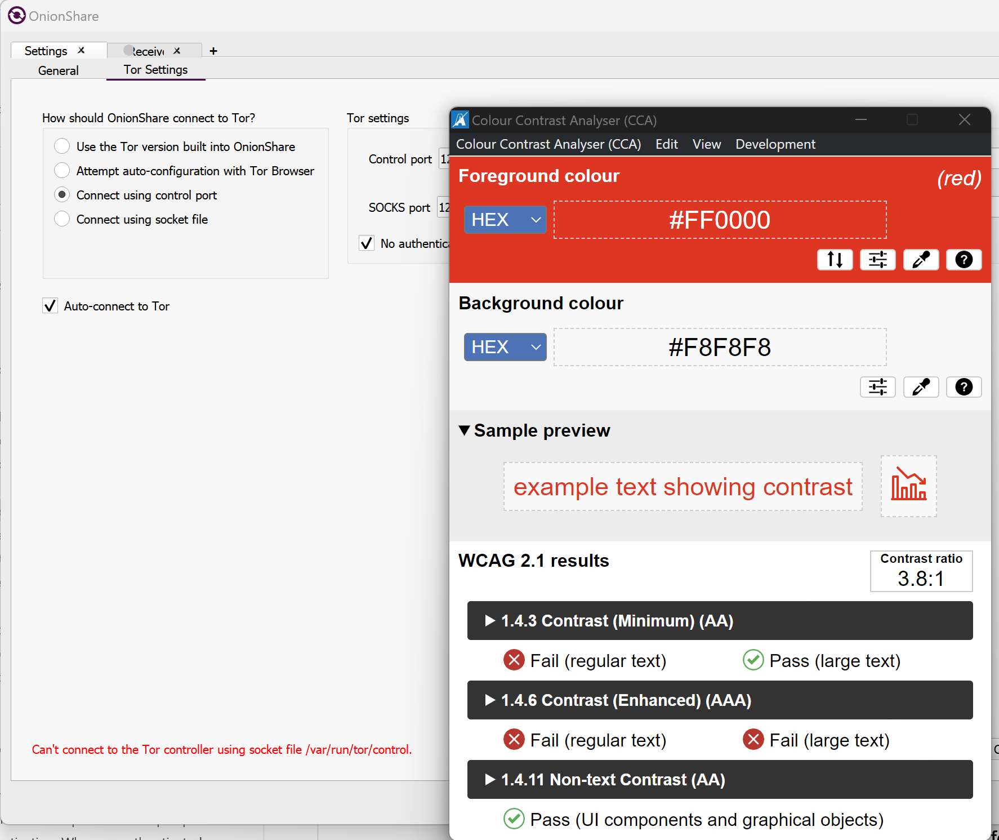 OnionShare
Settings
Receive
+
General
Tor Settings
How should OnionShare connect to Tor?
Use the Tor version built into OnionShare
Attempt auto-configuration with Tor Browser
Connect using control port
Connect using socket file
Auto-connect to Tor
Tor settings
Control port 12
SOCKS port 12
No authentica
Can't connect to the Tor controller using socket file /var/run/tor/control.
Colour Contrast Analyser (CCA)
Colour Contrast Analyser (CCA) Edit View Development
Foreground colour
(red)
HEX
#FF0000
?
Background colour
HEX
#F8F8F8
?
Sample preview
example text showing contrast
WCAG 2.1 results
Contrast ratio
3.8:1
1.4.3 Contrast (Minimum) (AA)
Fail (regular text)
Pass (large text)
1.4.6 Contrast (Enhanced) (AAA)
Fail (regular text)
Fail (large text)
1.4.11 Non-text Contrast (AA)
Pass (UI components and graphical objects)